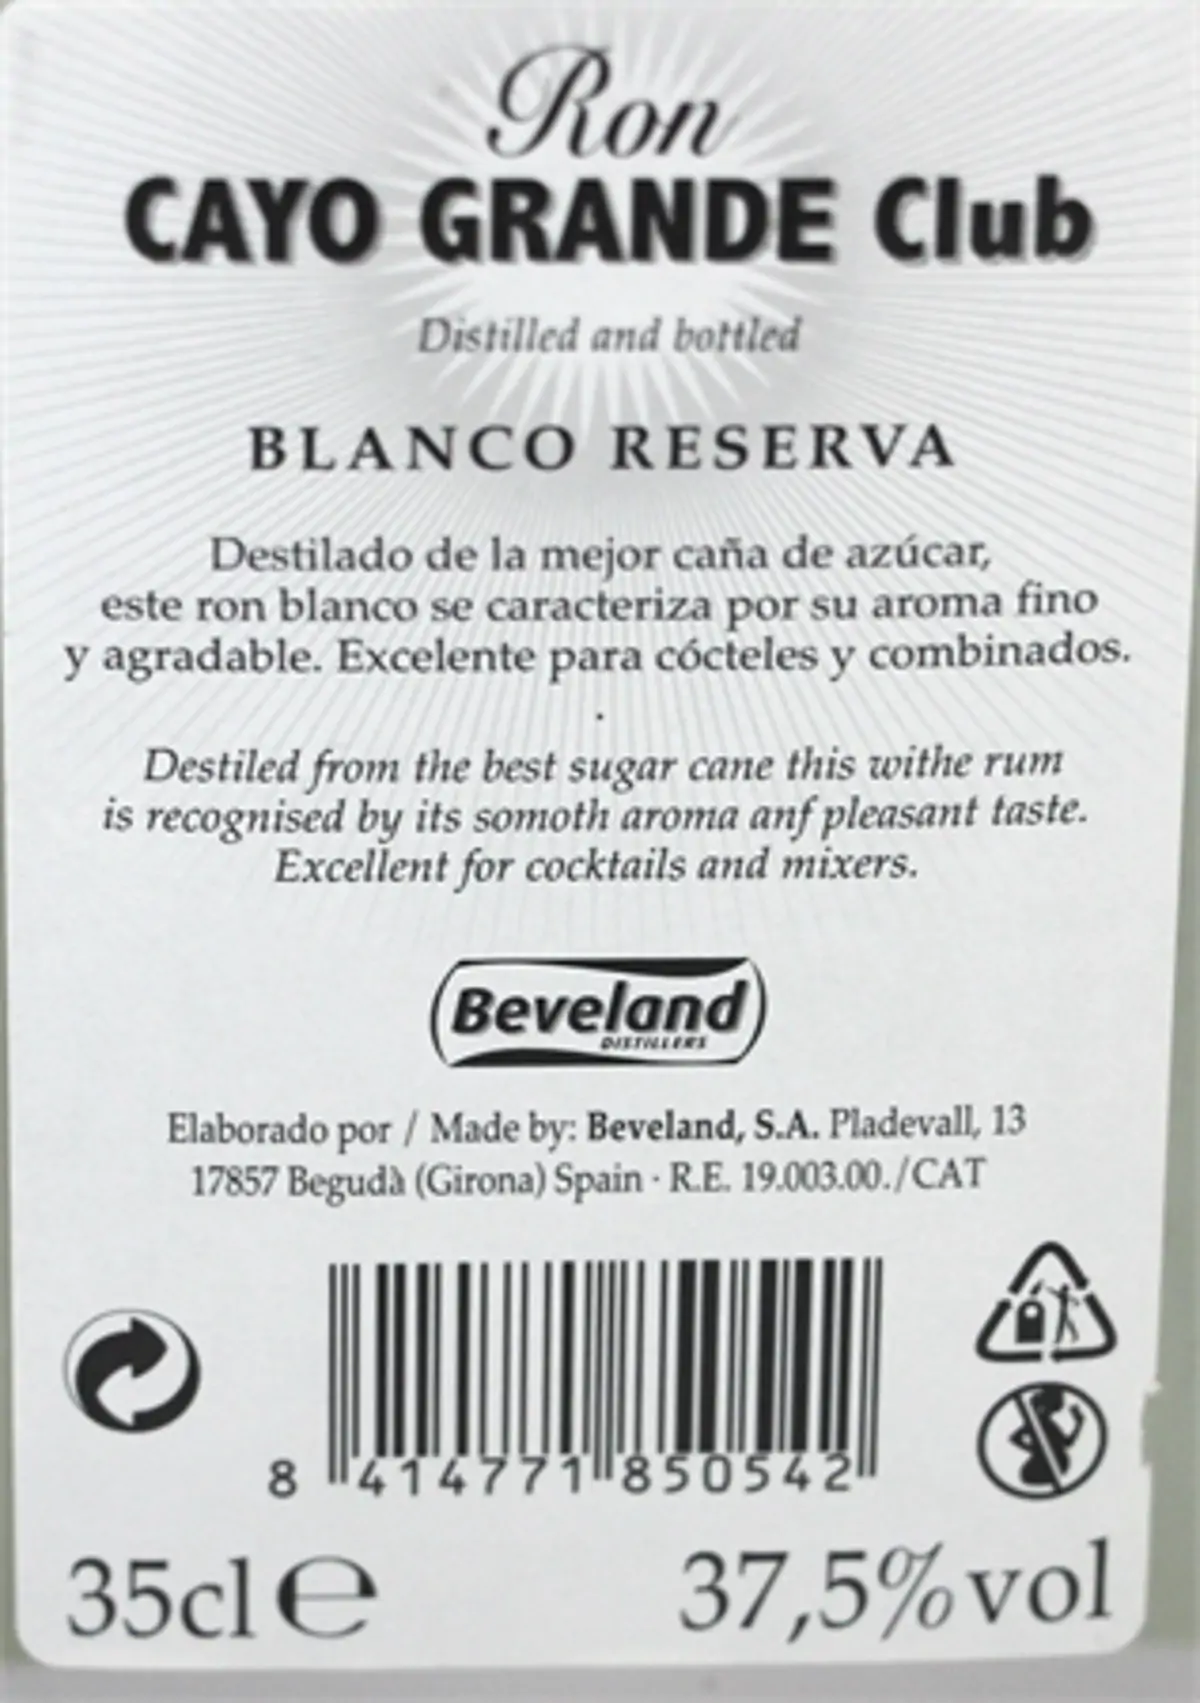 Ron
CAYO GRANDE Club
Distilled and bottled
BLANCO RESERVA
Destilado de la mejor caña de azúcar,
este ron blanco se caracteriza por su aroma fino
y agradable. Excelente para cócteles y combinados.
.
Destiled from the best sugar cane this withe rum
is recognised by its somoth aroma anf pleasant taste.
Excellent for cocktails and mixers.
Beveland
DISTILLERS
Elaborado por / Made by: Beveland, S.A. Pladevall, 13
17857 Begudà (Girona) Spain · R.E. 19.003.00./CAT
8 414771 850542
35cl e 37,5% vol